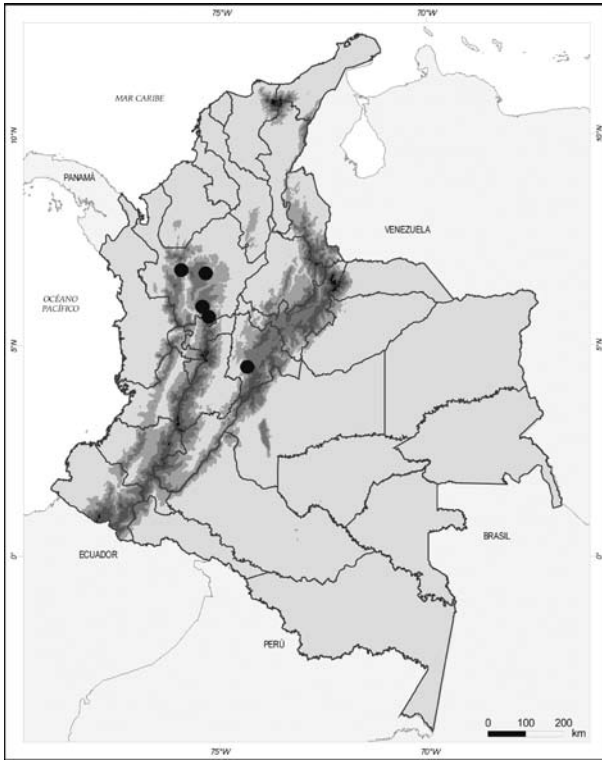 75°W
70°W
MAR CARIBE
10°N
10°N
PANAMÁ
VENEZUELA
OCÉANO
PACÍFICO
5°N
5°N
BRASIL
ECUADOR
0°
0°
PERÚ
0 100 200
km
75°W
70°W